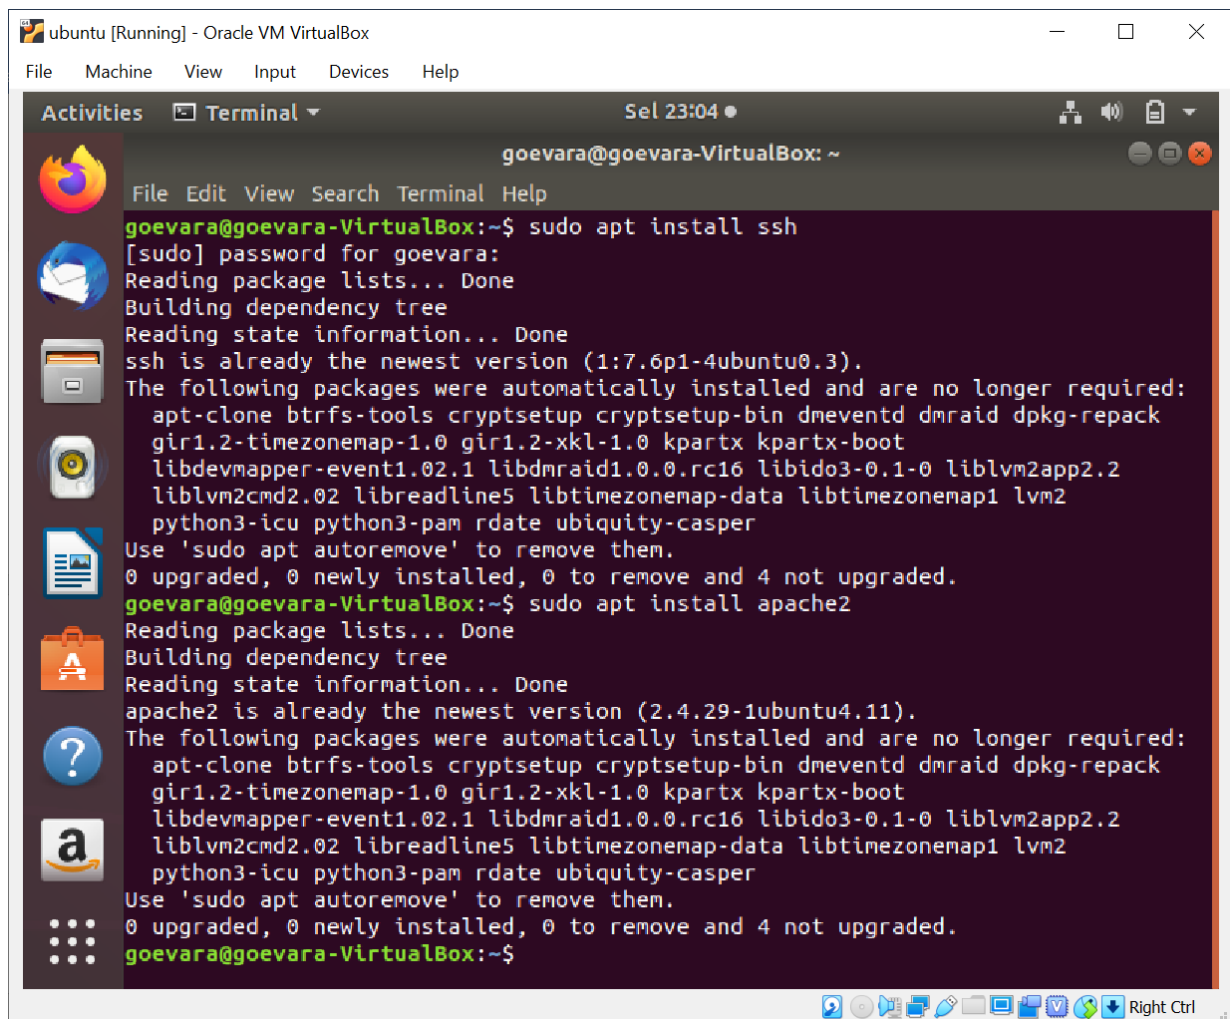 ubuntu [Running] - Oracle VM VirtualBox
File Machine View Input Devices Help
Activities Terminal Sel 23:04
goevara@goevara-VirtualBox: ~
File Edit View Search Terminal Help
goevara@goevara-VirtualBox:~$ sudo apt install ssh
[sudo] password for goevara:
Reading package lists... Done
Building dependency tree
Reading state information... Done
ssh is already the newest version (1:7.6p1-4ubuntu0.3).
The following packages were automatically installed and are no longer required:
  apt-clone btrfs-tools cryptsetup cryptsetup-bin dmeventd dmraid dpkg-repack
  gir1.2-timezonemap-1.0 gir1.2-xkl-1.0 kpartx kpartx-boot
  libdevmapper-event1.02.1 libdmraid1.0.0.rc16 libido3-0.1-0 liblvm2app2.2
  liblvm2cmd2.02 libreadline5 libtimezonemap-data libtimezonemap1 lvm2
  python3-icu python3-pam rdate ubiquity-casper
Use 'sudo apt autoremove' to remove them.
0 upgraded, 0 newly installed, 0 to remove and 4 not upgraded.
goevara@goevara-VirtualBox:~$ sudo apt install apache2
Reading package lists... Done
Building dependency tree
Reading state information... Done
apache2 is already the newest version (2.4.29-1ubuntu4.11).
The following packages were automatically installed and are no longer required:
  apt-clone btrfs-tools cryptsetup cryptsetup-bin dmeventd dmraid dpkg-repack
  gir1.2-timezonemap-1.0 gir1.2-xkl-1.0 kpartx kpartx-boot
  libdevmapper-event1.02.1 libdmraid1.0.0.rc16 libido3-0.1-0 liblvm2app2.2
  liblvm2cmd2.02 libreadline5 libtimezonemap-data libtimezonemap1 lvm2
  python3-icu python3-pam rdate ubiquity-casper
Use 'sudo apt autoremove' to remove them.
0 upgraded, 0 newly installed, 0 to remove and 4 not upgraded.
goevara@goevara-VirtualBox:~$
Right Ctrl